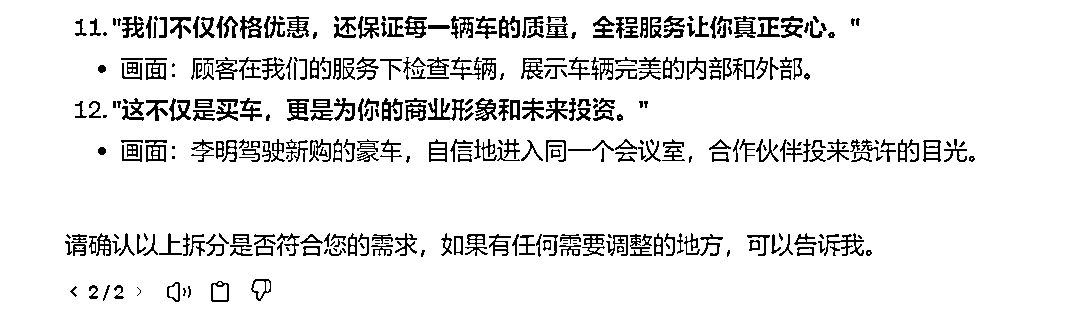 11. "我们不仅价格优惠，还保证每一辆车的质量，全程服务让你真正安心。"
• 画面：顾客在我们的服务下检查车辆，展示车辆完美的内部和外部。
12. "这不仅是买车，更是为你的商业形象和未来投资。"
• 画面：李明驾驶新购的豪车，自信地进入同一个会议室，合作伙伴投来赞许的目光。
请确认以上拆分是否符合您的需求，如果有任何需要调整的地方，可以告诉我。
< 2/2 >